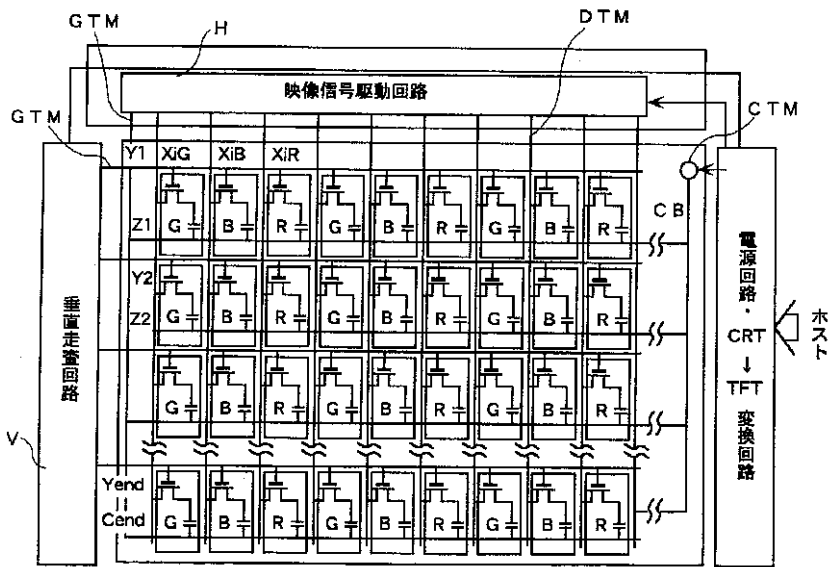 GTM
H
DTM
映像信号駆動回路
GTM
CTM
Y1 XiG XiB XiR
CB
Z1 G B R G B R G B R
Y2
Z2 G B R G B R G B R
G B R G B R G B R
Yend
Cend G B R G B R G B R
垂直走査回路
V
電源回路・CRT→TFT変換回路
ホスト